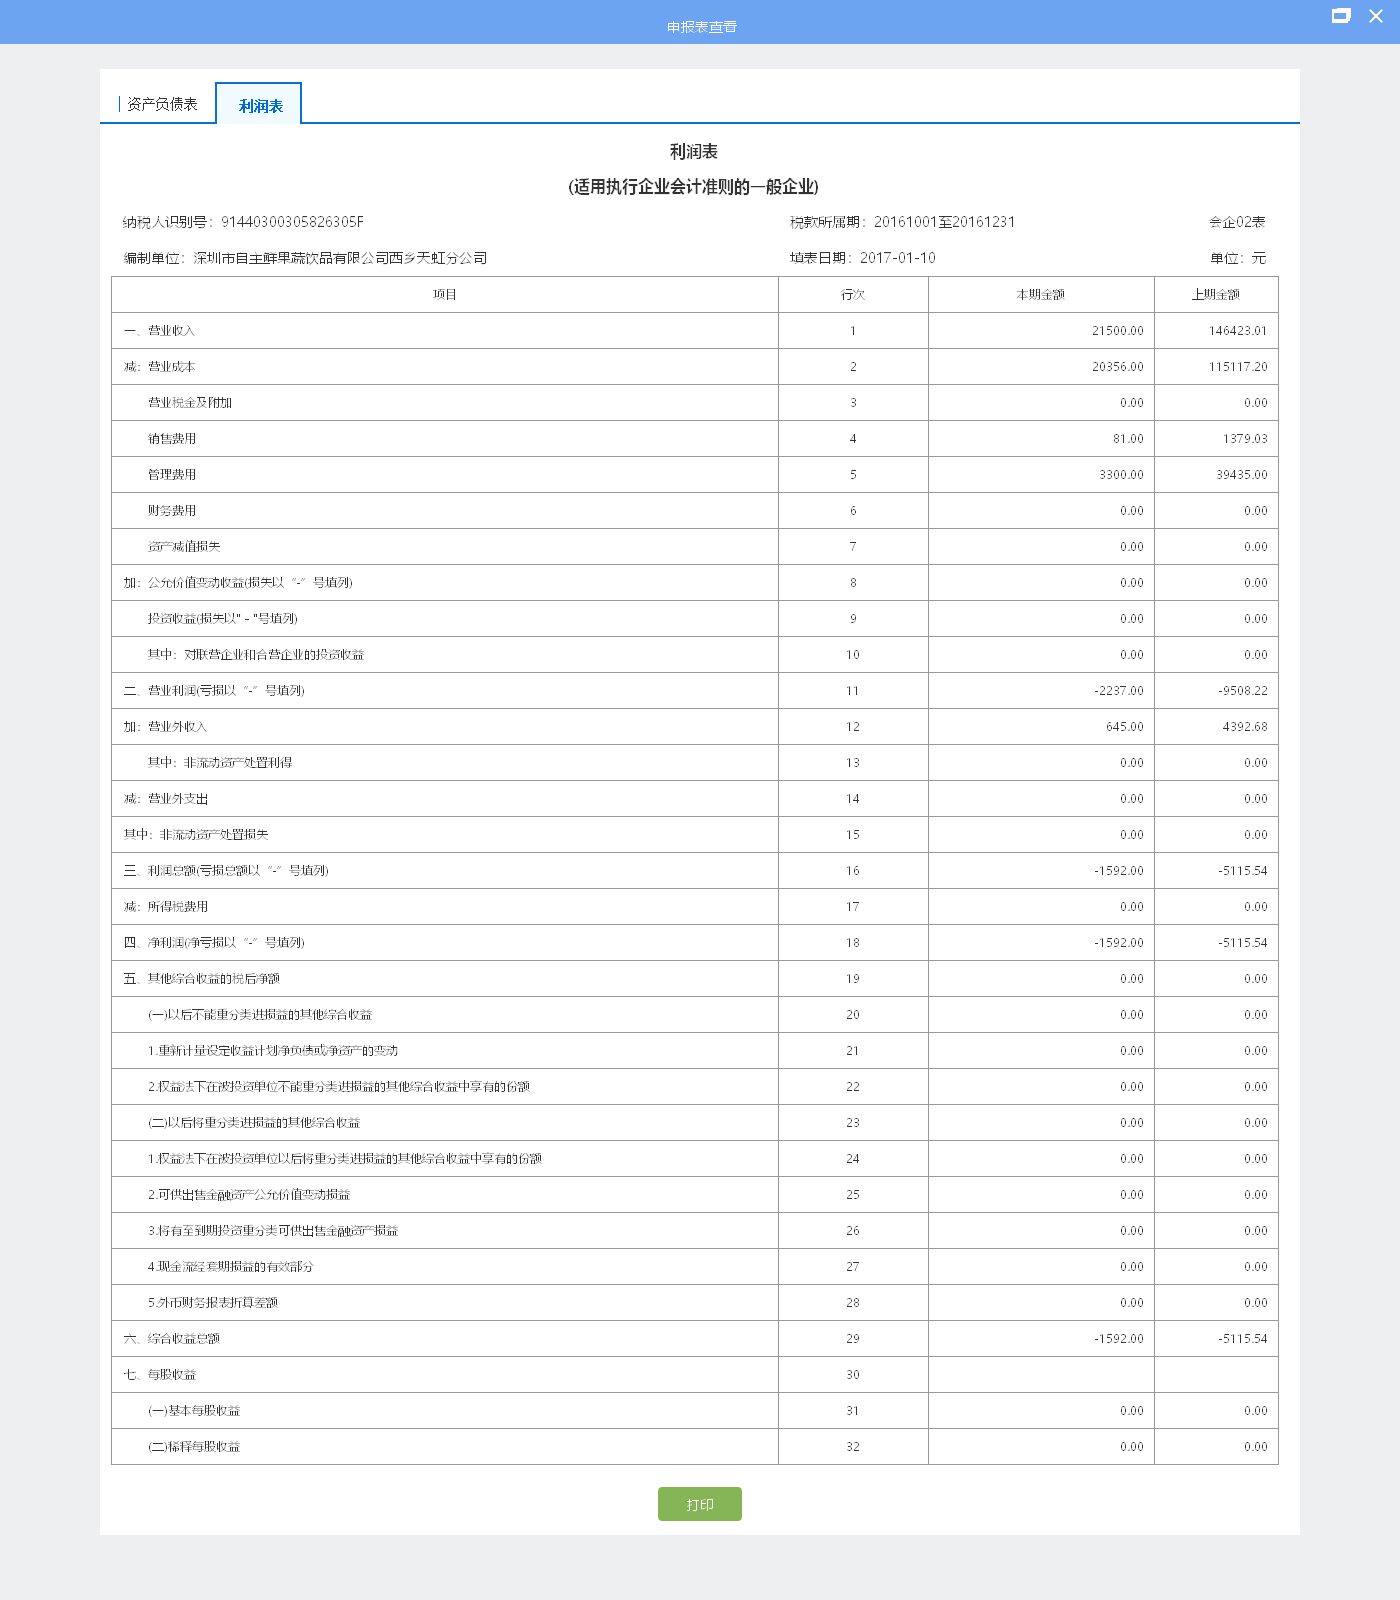 申报表查看
资产负债表 利润表
利润表
(适用执行企业会计准则的一般企业)
纳税人识别号：91440300305826305F 税款所属期：20161001至20161231 会企02表
编制单位：深圳市自主鲜果蔬饮品有限公司西乡天虹分公司 填表日期：2017-01-10 单位：元
项目 行次 本期金额 上期金额
一、营业收入 1 21500.00 146423.01
减：营业成本 2 20356.00 115117.20
营业税金及附加 3 0.00 0.00
销售费用 4 81.00 1379.03
管理费用 5 3300.00 39435.00
财务费用 6 0.00 0.00
资产减值损失 7 0.00 0.00
加：公允价值变动收益(损失以“-”号填列) 8 0.00 0.00
投资收益(损失以"－"号填列) 9 0.00 0.00
其中：对联营企业和合营企业的投资收益 10 0.00 0.00
二、营业利润(亏损以“-”号填列) 11 -2237.00 -9508.22
加：营业外收入 12 645.00 4392.68
其中：非流动资产处置利得 13 0.00 0.00
减：营业外支出 14 0.00 0.00
其中：非流动资产处置损失 15 0.00 0.00
三、利润总额(亏损总额以“-”号填列) 16 -1592.00 -5115.54
减：所得税费用 17 0.00 0.00
四、净利润(净亏损以“-”号填列) 18 -1592.00 -5115.54
五、其他综合收益的税后净额 19 0.00 0.00
(一)以后不能重分类进损益的其他综合收益 20 0.00 0.00
1.重新计量设定收益计划净负债或净资产的变动 21 0.00 0.00
2.权益法下在被投资单位不能重分类进损益的其他综合收益中享有的份额 22 0.00 0.00
(二)以后将重分类进损益的其他综合收益 23 0.00 0.00
1.权益法下在被投资单位以后将重分类进损益的其他综合收益中享有的份额 24 0.00 0.00
2.可供出售金融资产公允价值变动损益 25 0.00 0.00
3.将有至到期投资重分类可供出售金融资产损益 26 0.00 0.00
4.现金流经套期损益的有效部分 27 0.00 0.00
5.外币财务报表折算差额 28 0.00 0.00
六、综合收益总额 29 -1592.00 -5115.54
七、每股收益 30
(一)基本每股收益 31 0.00 0.00
(二)稀释每股收益 32 0.00 0.00
打印